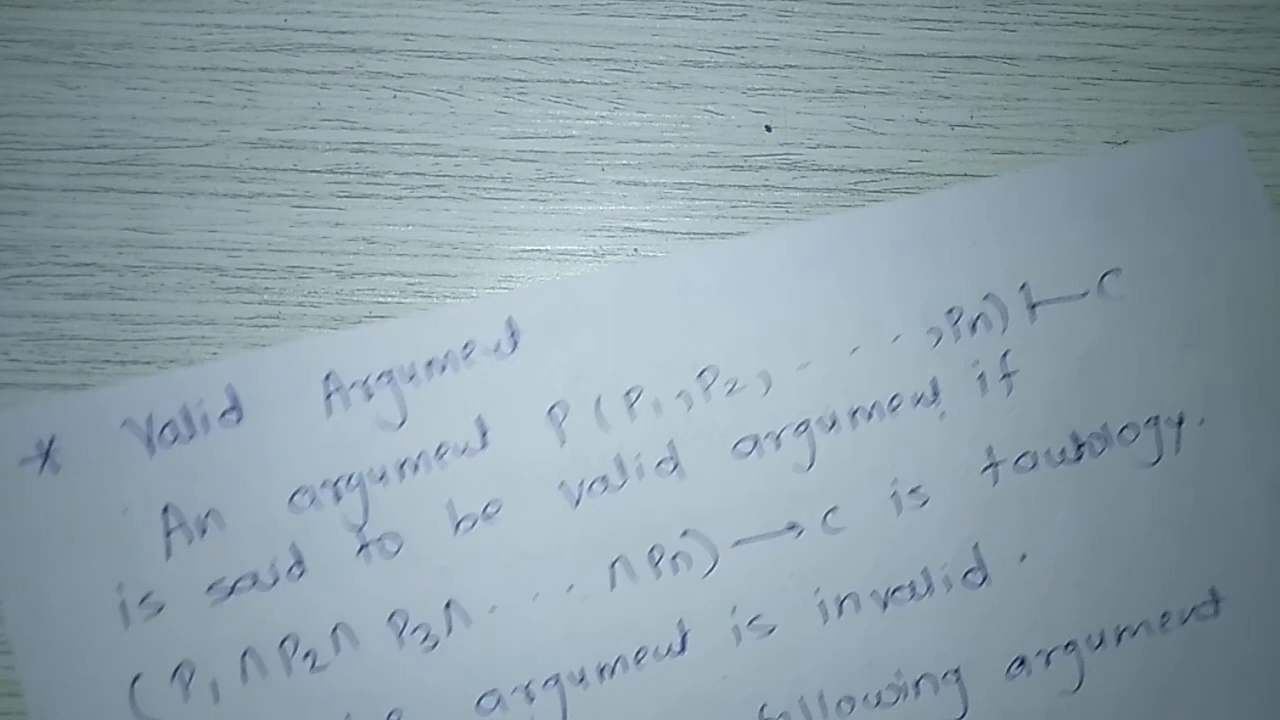 * Valid Argument
An argument P(P₁,P₂,.....,Pn)⊢C
is said to be valid argument if
(P₁∧P₂∧P₃∧.....∧Pn)→C is tautology.
argument is invalid.
following argument